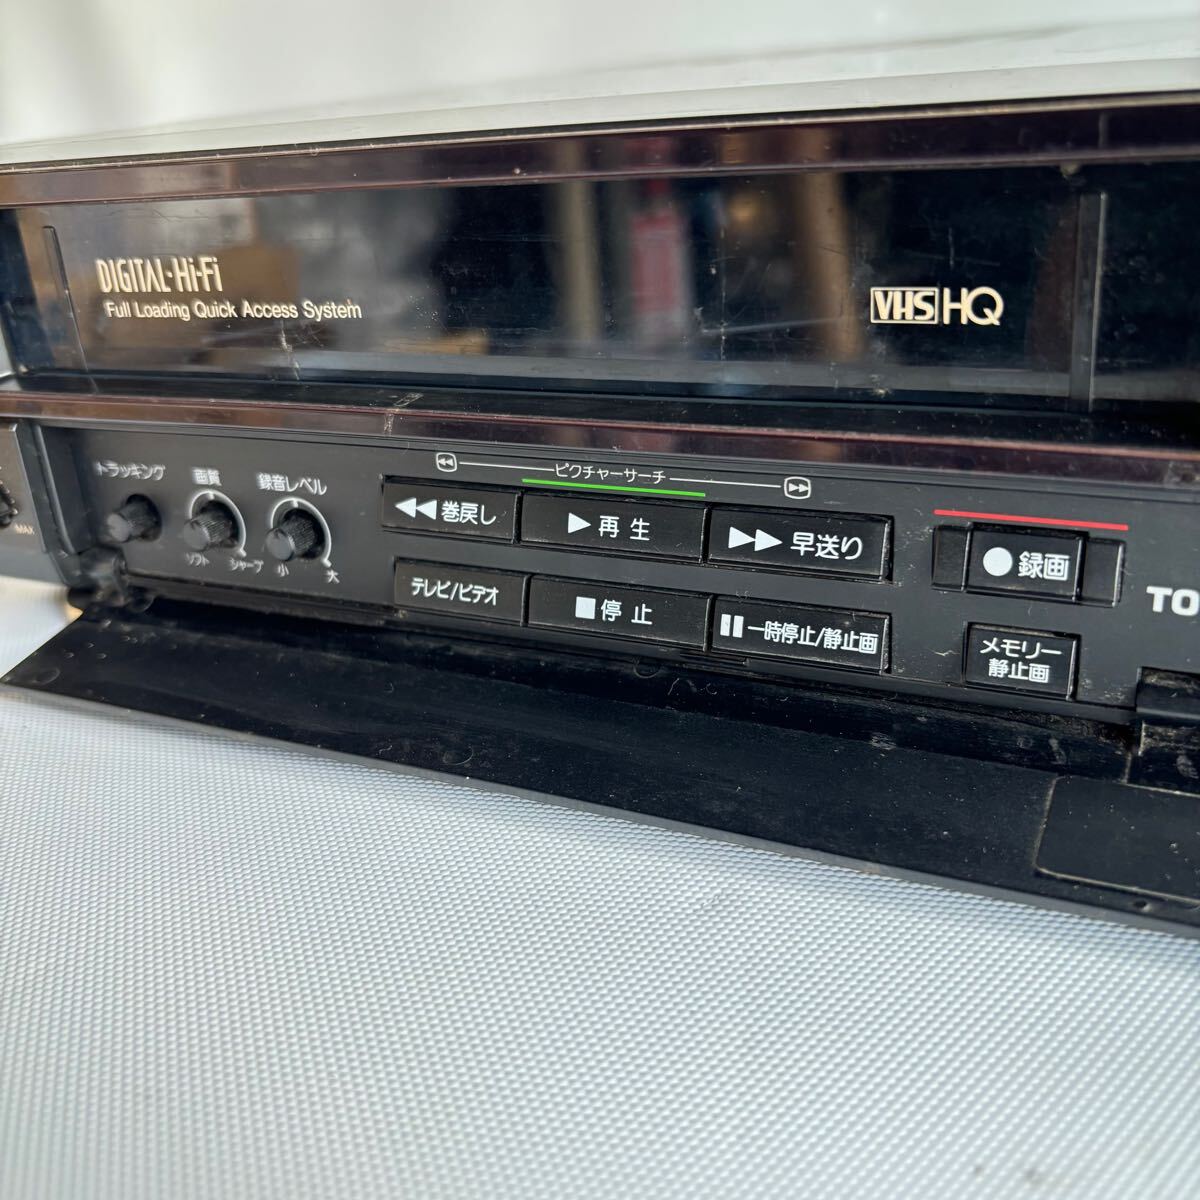 DIGITAL·Hi-Fi
Full Loading Quick Access System
VHS HQ
トラッキング
画質
録音レベル
ソフト
シャープ
小
大
MAX
ピクチャーサーチ
巻戻し
再生
早送り
録画
テレビ/ビデオ
停止
一時停止/静止画
メモリー
静止画
TO